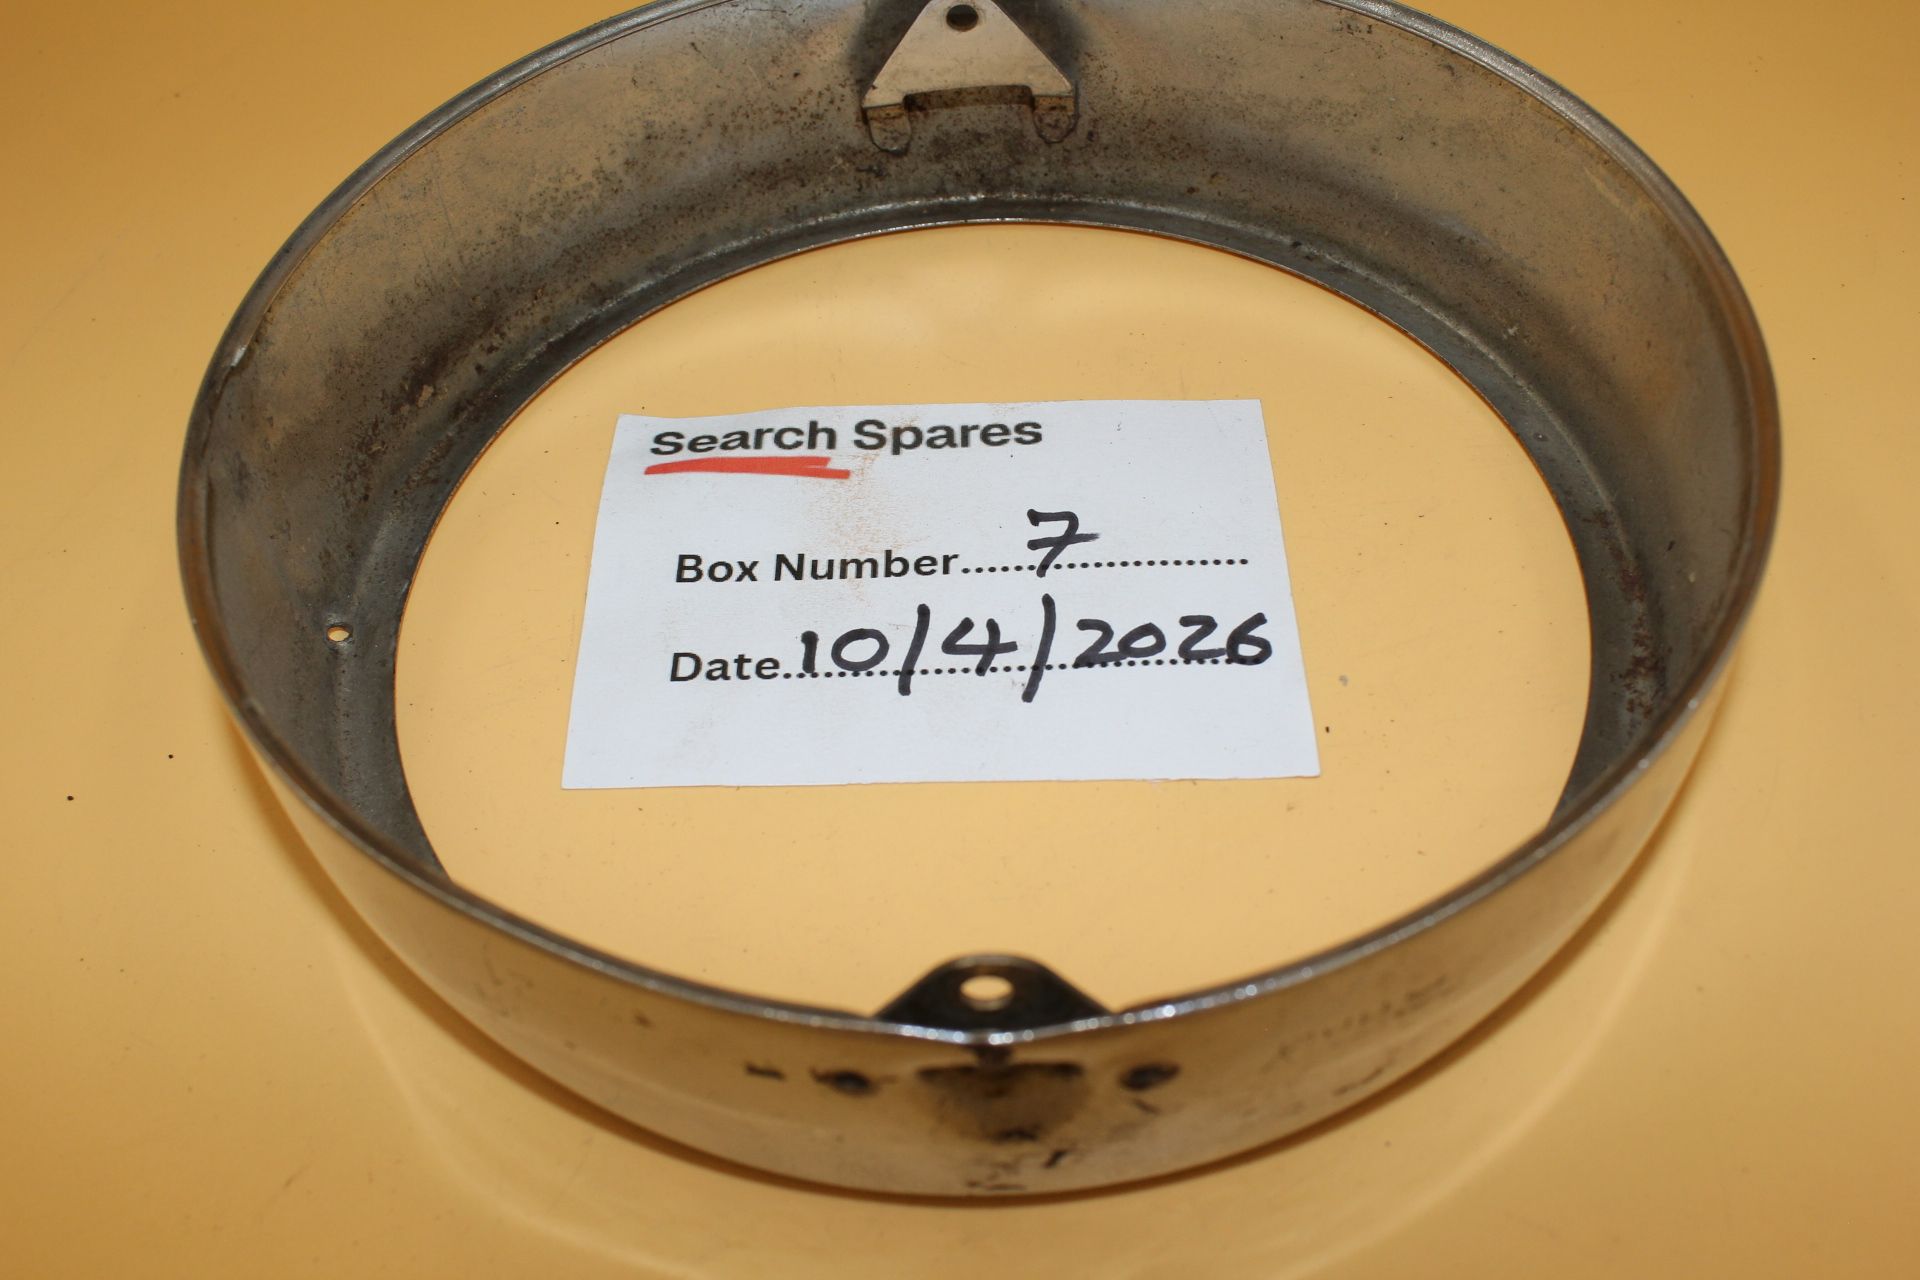 Search Spares
Box Number......7....................
Date..10/4/2026